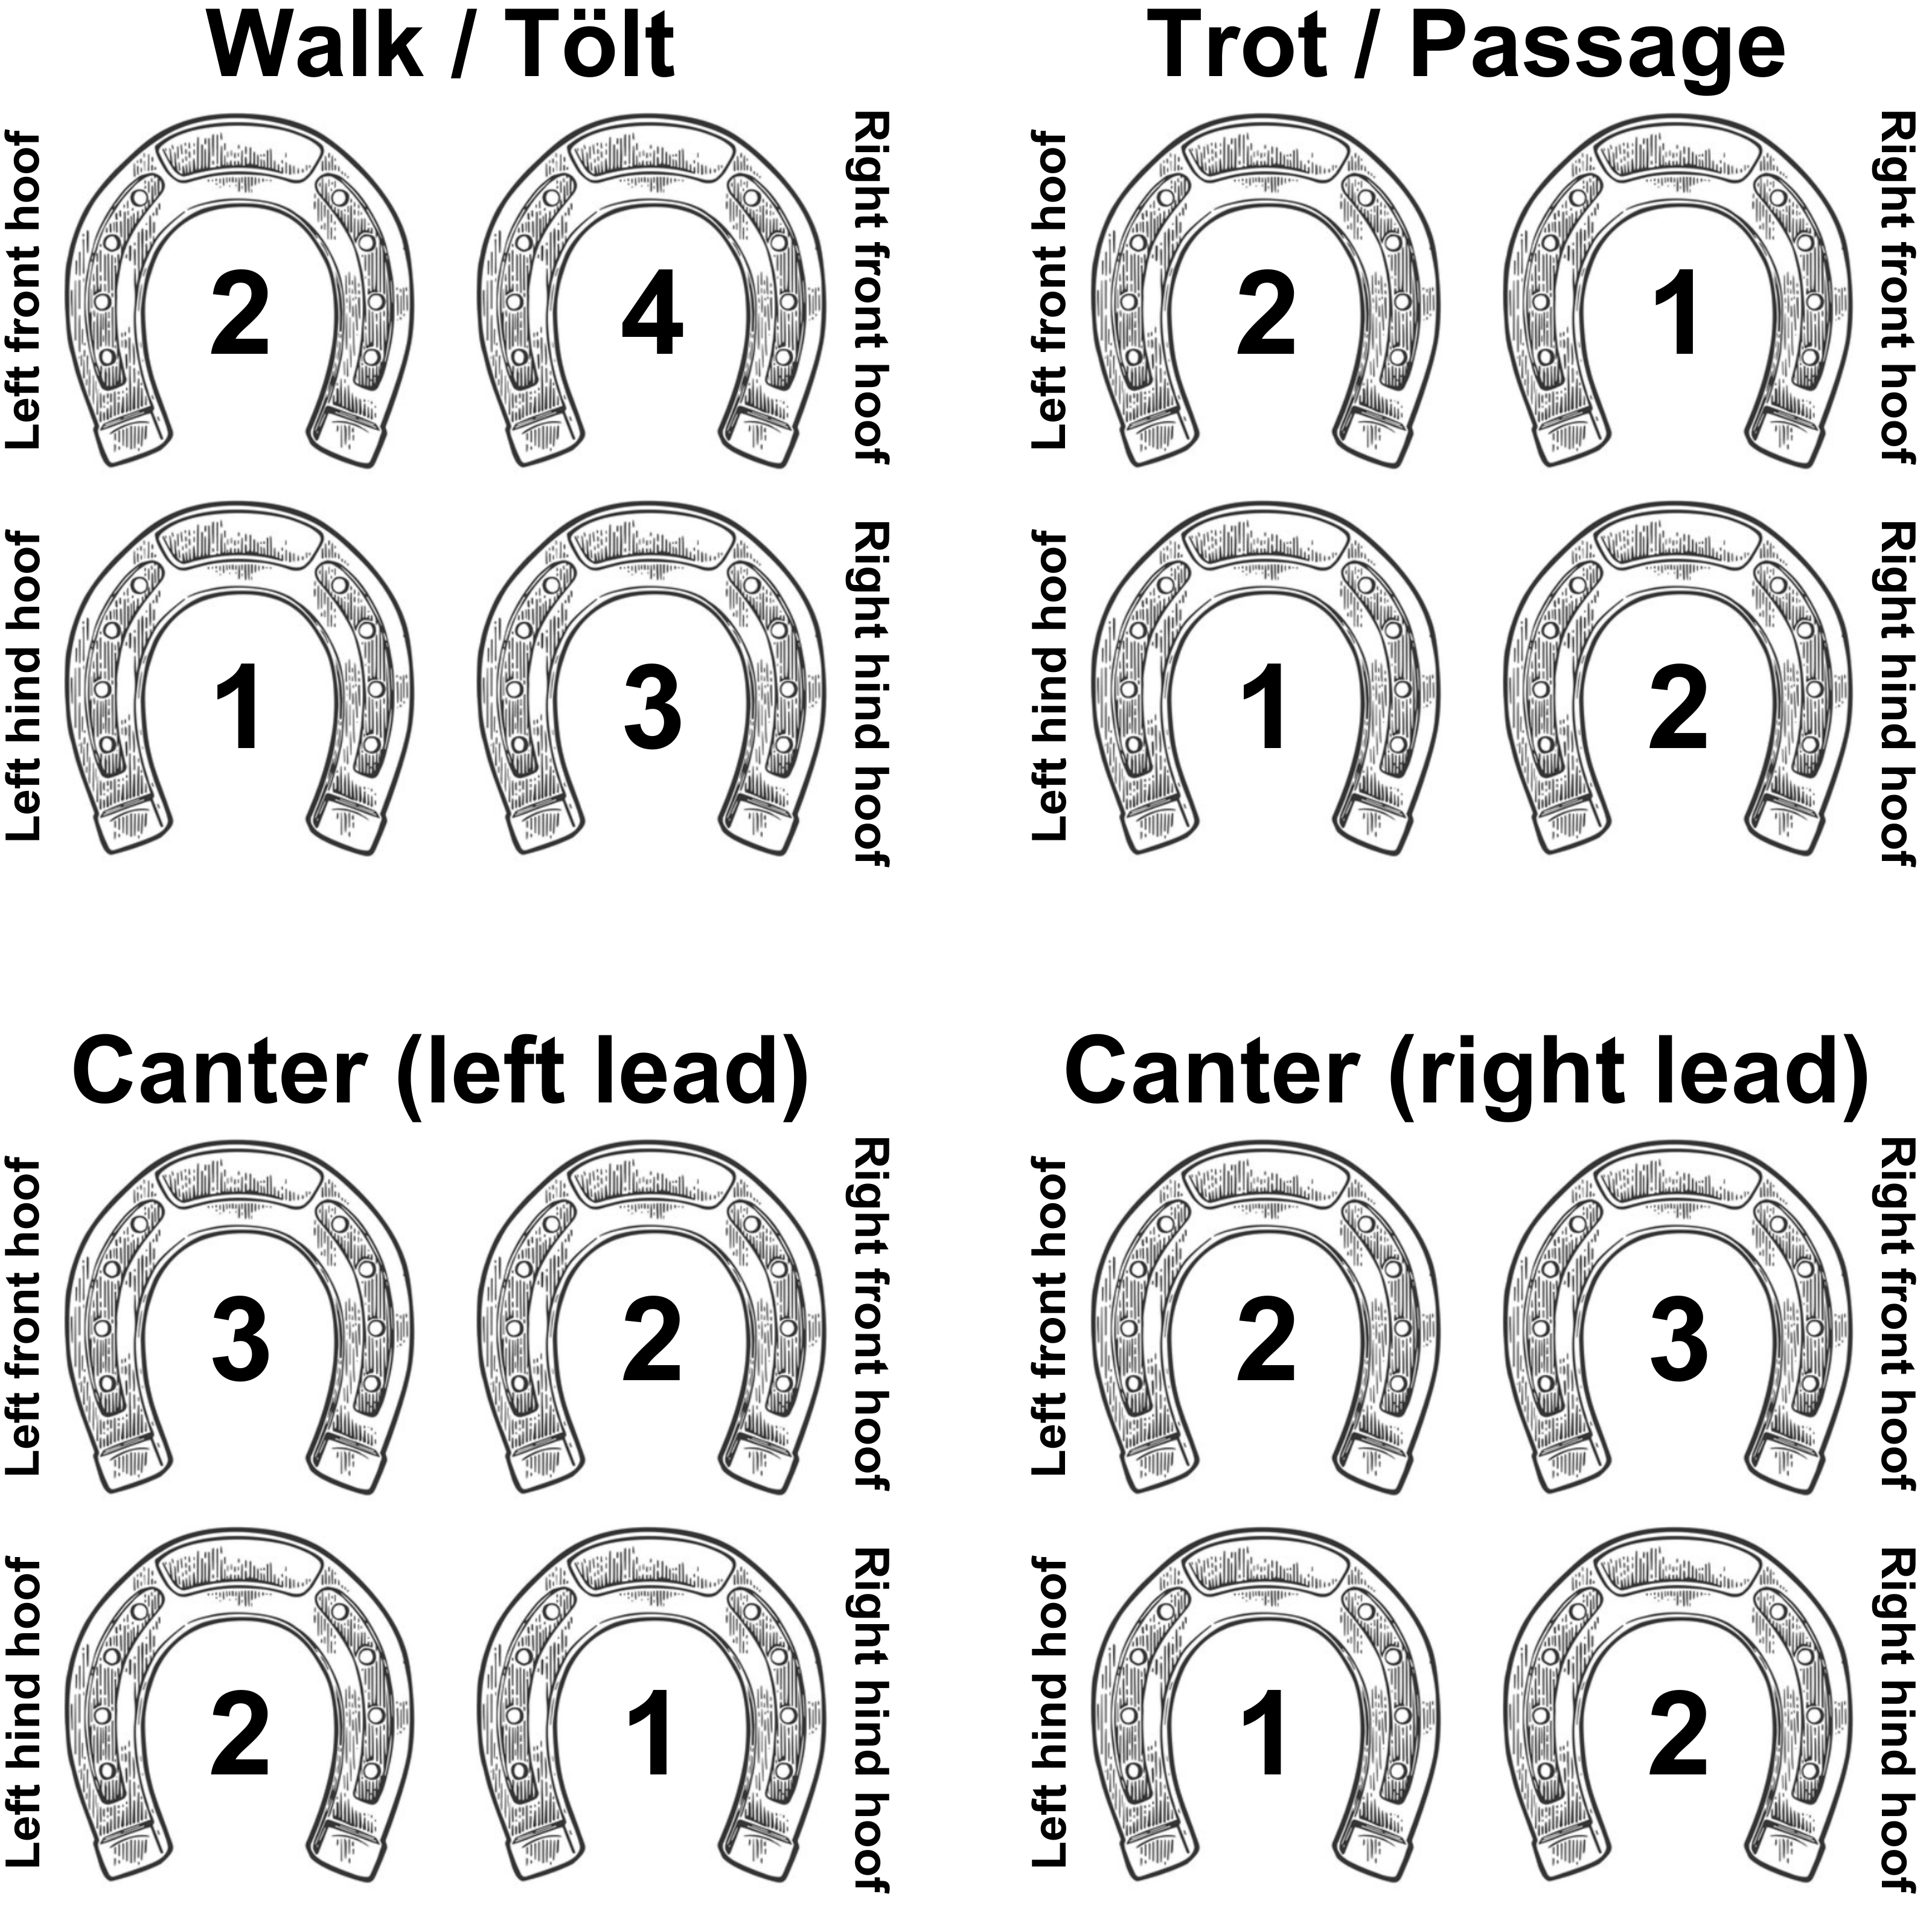 Walk / Tölt
Left front hoof
2
4
Right front hoof
Left hind hoof
1
3
Right hind hoof
Trot / Passage
Left front hoof
2
1
Right front hoof
Left hind hoof
1
2
Right hind hoof
Canter (left lead)
Left front hoof
3
2
Right front hoof
Left hind hoof
2
1
Right hind hoof
Canter (right lead)
Left front hoof
2
3
Right front hoof
Left hind hoof
1
2
Right hind hoof